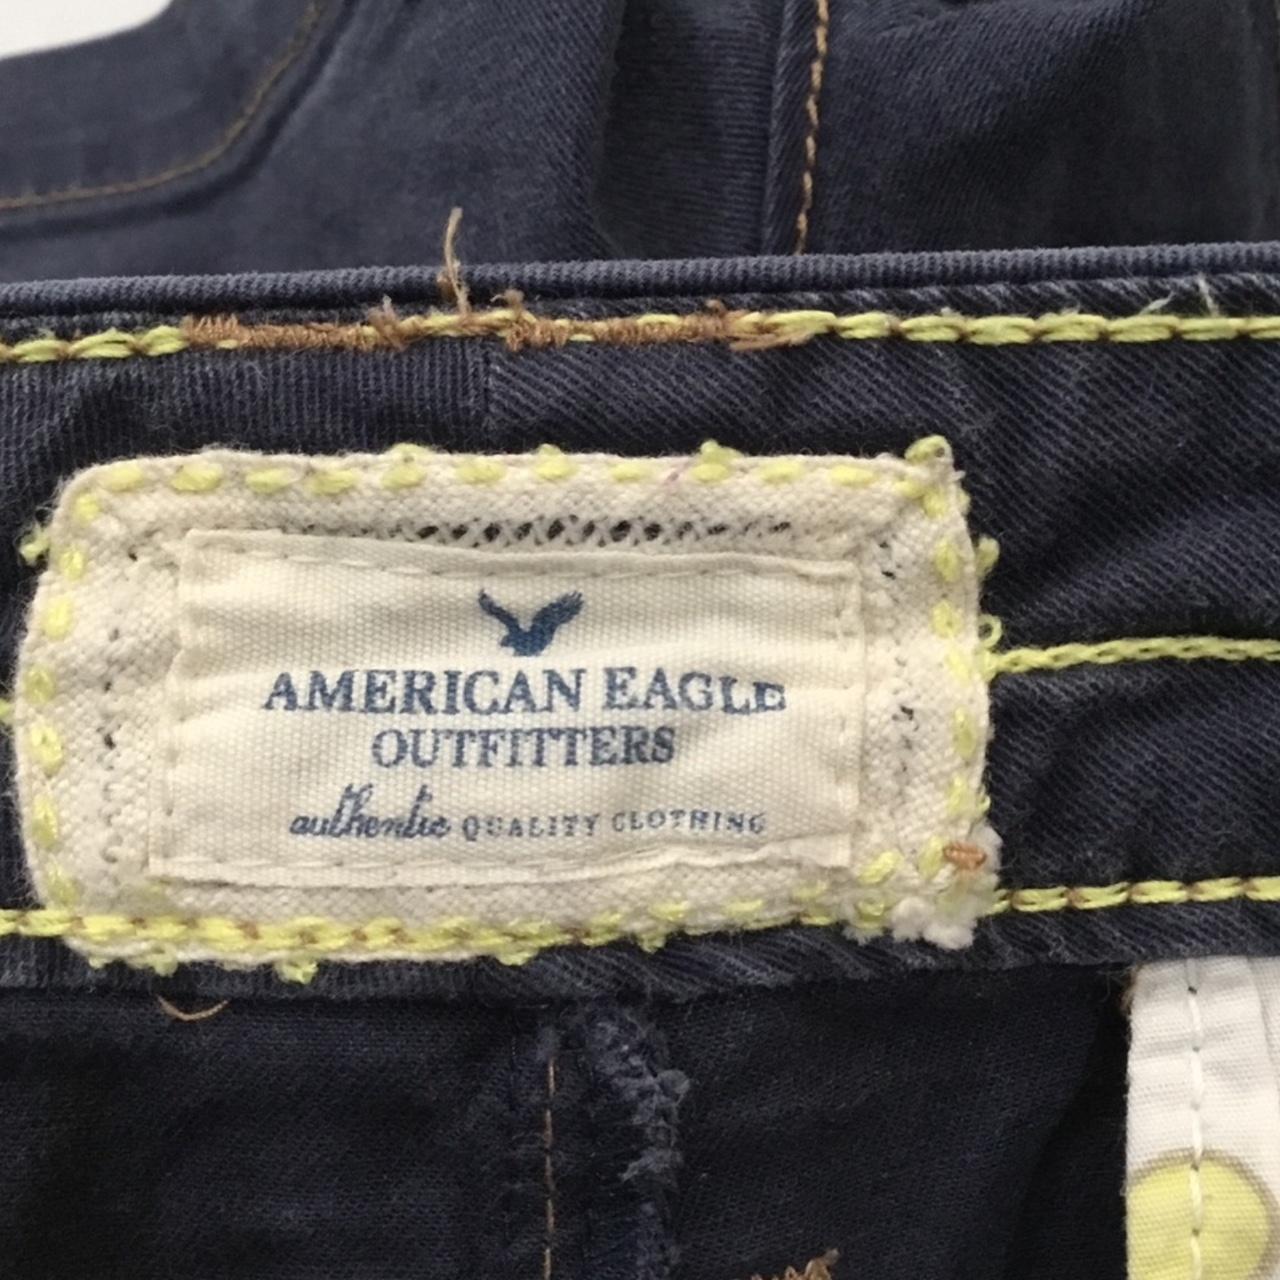 AMERICAN EAGLE
OUTFITTERS
authentic QUALITY CLOTHING